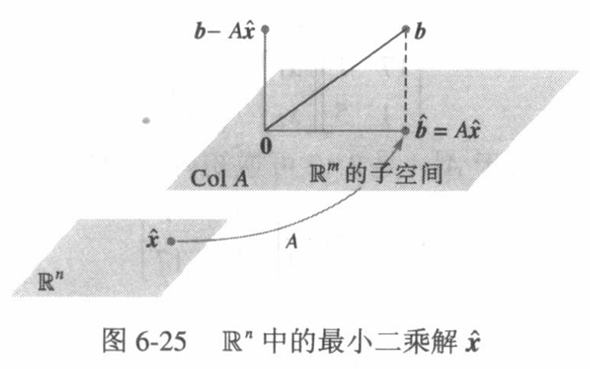 b − Ax̂
b
0
b̂ = Ax̂
Col A
ℝᵐ 的子空间
x̂
A
ℝⁿ
图 6-25 ℝⁿ 中的最小二乘解 x̂